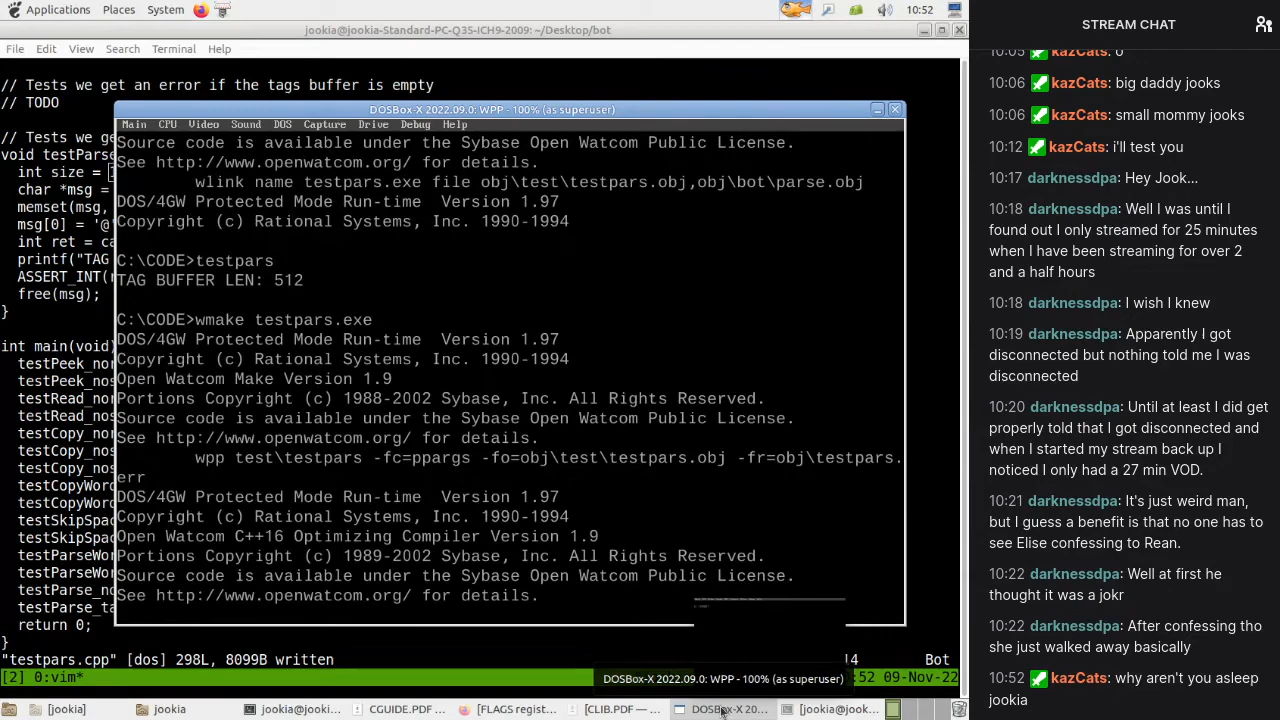 Applications Places System 10:52
jookia@jookia-Standard-PC-Q35-ICH9-2009: ~/Desktop/bot
File Edit View Search Terminal Help
// Tests we get an error if the tags buffer is empty
// TODO
// Tests we ge
void testParse
int size =
char *msg =
memset(msg,
msg[0] = '@'
int ret = ca
printf("TAG
ASSERT_INT(r
free(msg);
}
int main(void)
testPeek_nor
testPeek_nos
testRead_nor
testRead_nos
testCopy_nor
testCopy_nos
testCopy_nos
testCopyWord
testCopyWord
testSkipSpac
testSkipSpac
testParseWor
testParseWor
testParse_no
testParse_ta
return 0;
}
"testpars.cpp" [dos] 298L, 8099B written
14 Bot
[2] 0:vim*
:52 09-Nov-22
DOSBox-X 2022.09.0: WPP - 100% (as superuser)
Main CPU Video Sound DOS Capture Drive Debug Help
Source code is available under the Sybase Open Watcom Public License.
See http://www.openwatcom.org/ for details.
wlink name testpars.exe file obj\test\testpars.obj,obj\bot\parse.obj
DOS/4GW Protected Mode Run-time Version 1.97
Copyright (c) Rational Systems, Inc. 1990-1994
C:\CODE>testpars
TAG BUFFER LEN: 512
C:\CODE>wmake testpars.exe
DOS/4GW Protected Mode Run-time Version 1.97
Copyright (c) Rational Systems, Inc. 1990-1994
Open Watcom Make Version 1.9
Portions Copyright (c) 1988-2002 Sybase, Inc. All Rights Reserved.
Source code is available under the Sybase Open Watcom Public License.
See http://www.openwatcom.org/ for details.
wpp test\testpars -fc=ppargs -fo=obj\test\testpars.obj -fr=obj\testpars.
err
DOS/4GW Protected Mode Run-time Version 1.97
Copyright (c) Rational Systems, Inc. 1990-1994
Open Watcom C++16 Optimizing Compiler Version 1.9
Portions Copyright (c) 1989-2002 Sybase, Inc. All Rights Reserved.
Source code is available under the Sybase Open Watcom Public License.
See http://www.openwatcom.org/ for details.
DOSBox-X 2022.09.0: WPP - 100% (as superuser)
[jookia] jookia jookia@jooki... CGUIDE.PDF ... [FLAGS regist... [CLIB.PDF — ... DOSBox-X 20... [jookia@jook...
STREAM CHAT
10:05 kazCats: o
10:06 kazCats: big daddy jooks
10:06 kazCats: small mommy jooks
10:12 kazCats: i'll test you
10:17 darknessdpa: Hey Jook...
10:18 darknessdpa: Well I was until I
found out I only streamed for 25 minutes
when I have been streaming for over 2
and a half hours
10:18 darknessdpa: I wish I knew
10:19 darknessdpa: Apparently I got
disconnected but nothing told me I was
disconnected
10:20 darknessdpa: Until at least I did get
properly told that I got disconnected and
when I started my stream back up I
noticed I only had a 27 min VOD.
10:21 darknessdpa: It's just weird man,
but I guess a benefit is that no one has to
see Elise confessing to Rean.
10:22 darknessdpa: Well at first he
thought it was a jokr
10:22 darknessdpa: After confessing tho
she just walked away basically
10:52 kazCats: why aren't you asleep
jookia